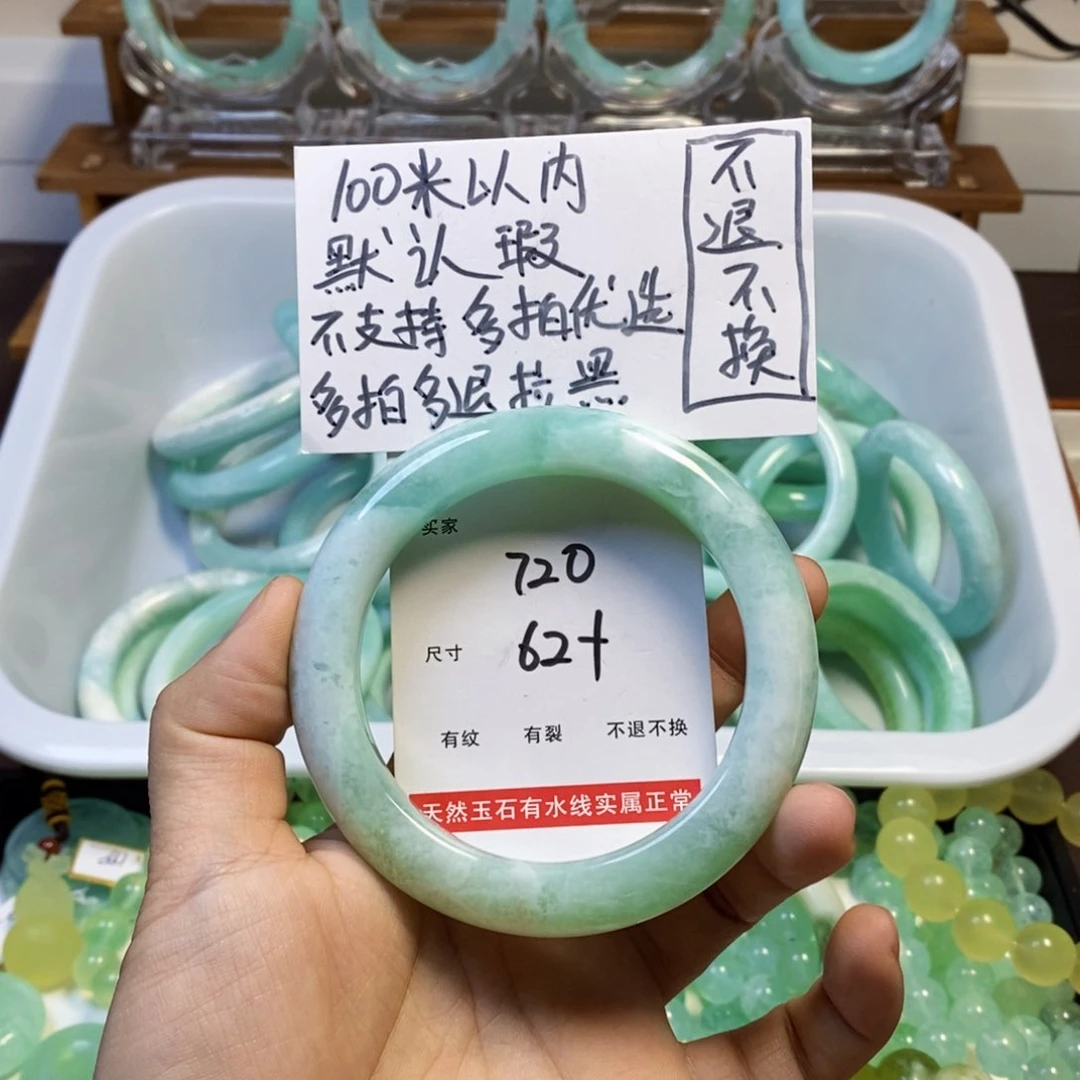 100米以内
默认瑕
不支持多拍优选
多拍多退拉黑
不退不换
买家
720
尺寸 62+
有纹 有裂 不退不换
天然玉石有水线实属正常